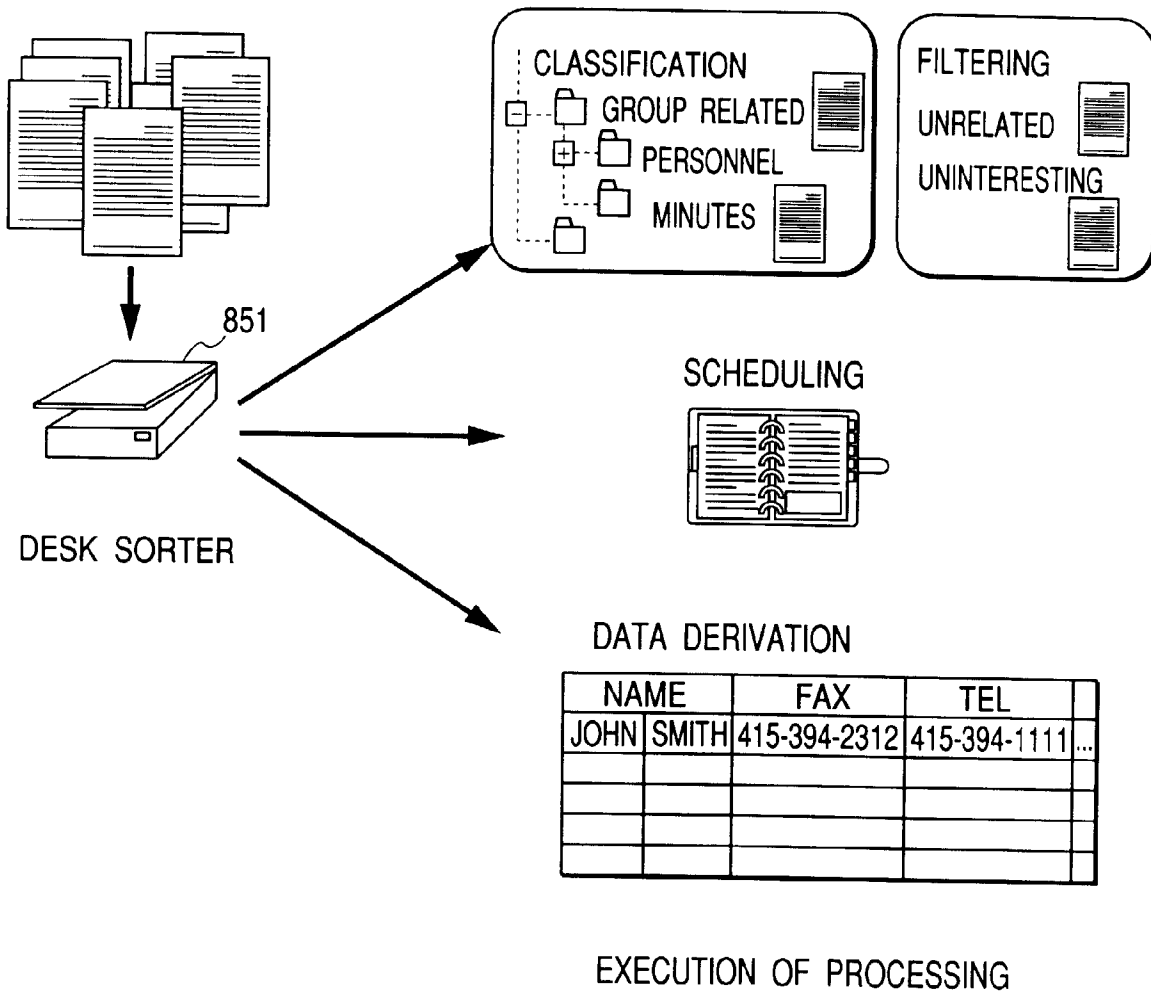 CLASSIFICATION
GROUP RELATED
PERSONNEL
MINUTES
FILTERING
UNRELATED
UNINTERESTING
851
DESK SORTER
SCHEDULING
DATA DERIVATION
NAME FAX TEL
JOHN SMITH 415-394-2312 415-394-1111 ...
EXECUTION OF PROCESSING